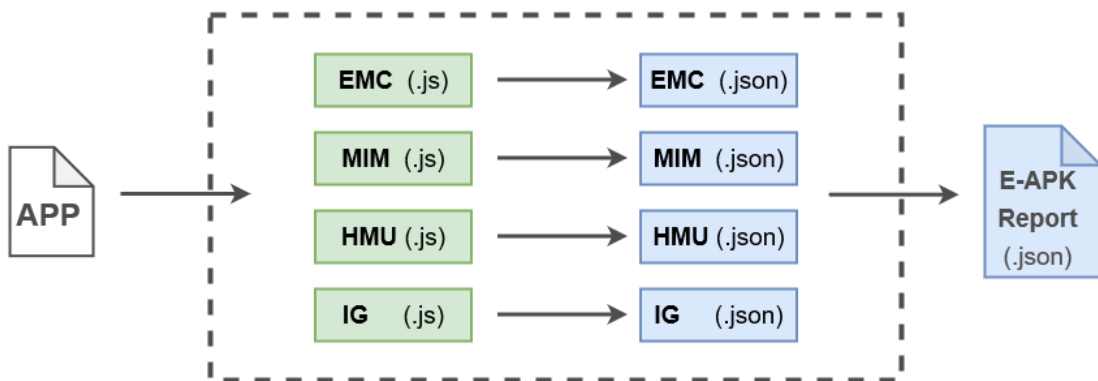 APP
EMC (.js)
EMC (.json)
MIM (.js)
MIM (.json)
HMU (.js)
HMU (.json)
IG (.js)
IG (.json)
E-APK
Report
(.json)